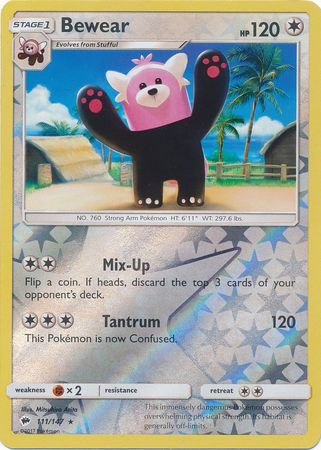 STAGE 1 Bewear HP 120
Evolves from Stufful
NO. 760 Strong Arm Pokémon HT: 6'11" WT: 297.6 lbs.
Mix-Up
Flip a coin. If heads, discard the top 3 cards of your
opponent's deck.
Tantrum 120
This Pokémon is now Confused.
weakness × 2 resistance retreat
Illus. Mitsuhiro Arita
111/147
©2017 Pokémon
This immensely dangerous Pokémon possesses
overwhelming physical strength. Its habitat is
generally off-limits.